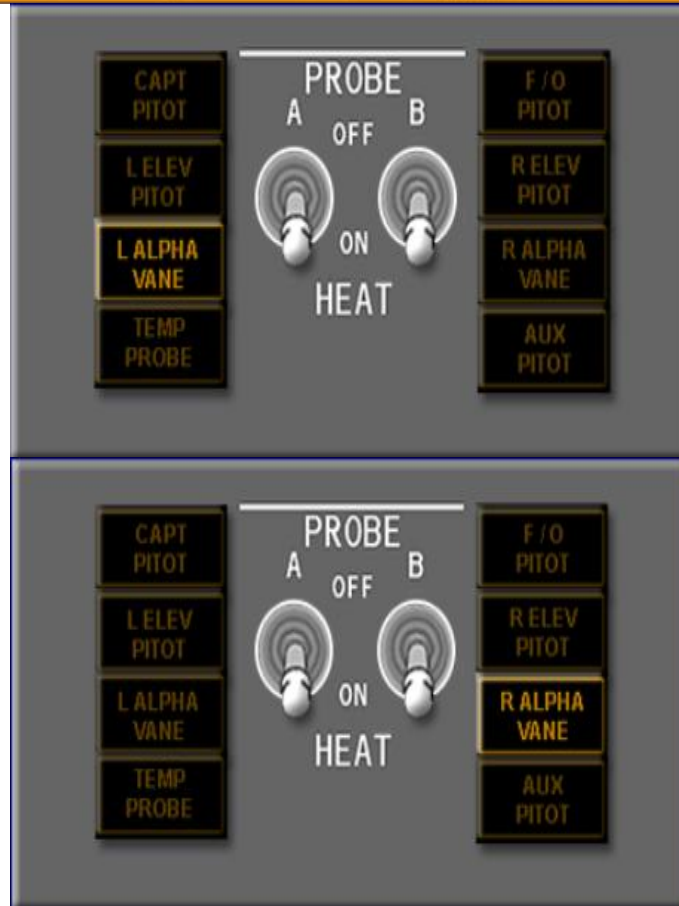 CAPT
PITOT
L ELEV
PITOT
L ALPHA
VANE
TEMP
PROBE
PROBE
A
B
OFF
ON
HEAT
F/O
PITOT
R ELEV
PITOT
R ALPHA
VANE
AUX
PITOT
CAPT
PITOT
L ELEV
PITOT
L ALPHA
VANE
TEMP
PROBE
PROBE
A
B
OFF
ON
HEAT
F/O
PITOT
R ELEV
PITOT
R ALPHA
VANE
AUX
PITOT